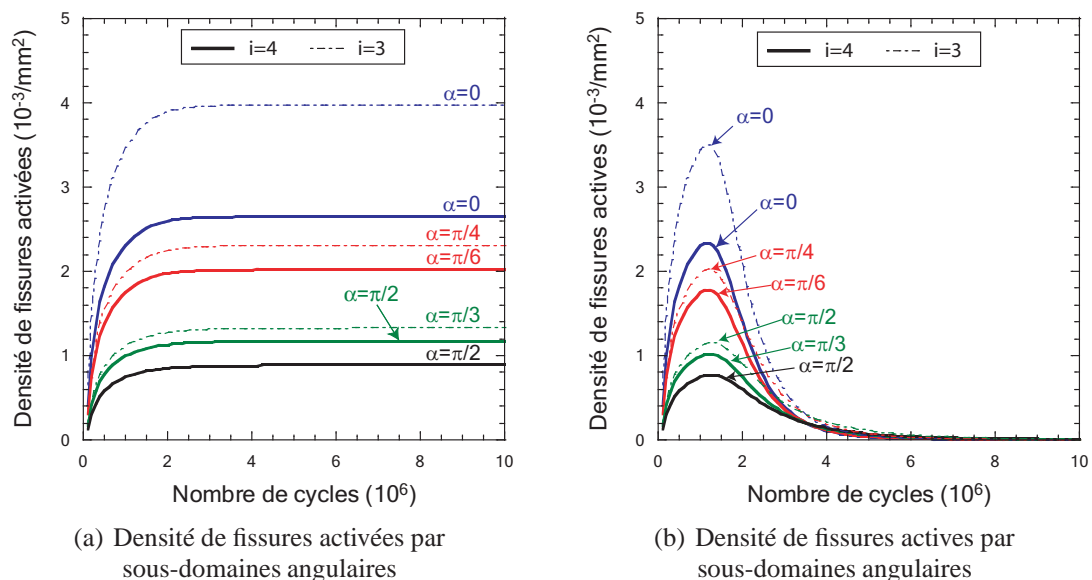 Densité de fissures activées (10⁻³/mm²)
5
4
3
2
1
0
i=4 i=3
α=0
α=0
α=π/4
α=π/6
α=π/2
α=π/3
α=π/2
0 2 4 6 8 10
Nombre de cycles (10⁶)
(a) Densité de fissures activées par
sous-domaines angulaires
Densité de fissures actives (10⁻³/mm²)
5
4
3
2
1
0
i=4 i=3
α=0
α=0
α=π/4
α=π/6
α=π/2
α=π/3
α=π/2
0 2 4 6 8 10
Nombre de cycles (10⁶)
(b) Densité de fissures actives par
sous-domaines angulaires